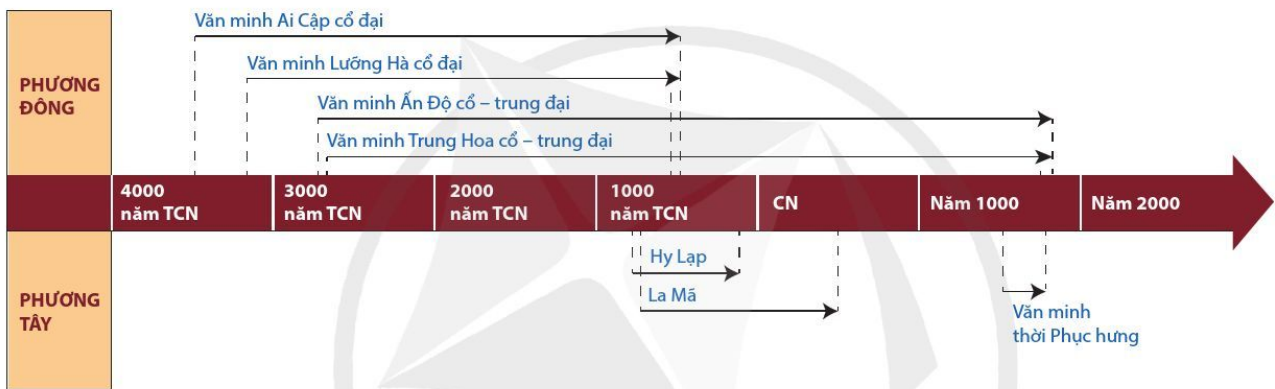 Văn minh Ai Cập cổ đại
Văn minh Lưỡng Hà cổ đại
PHƯƠNG
ĐÔNG
Văn minh Ấn Độ cổ – trung đại
Văn minh Trung Hoa cổ – trung đại
4000
năm TCN
3000
năm TCN
2000
năm TCN
1000
năm TCN
CN
Năm 1000
Năm 2000
Hy Lạp
La Mã
PHƯƠNG
TÂY
Văn minh
thời Phục hưng